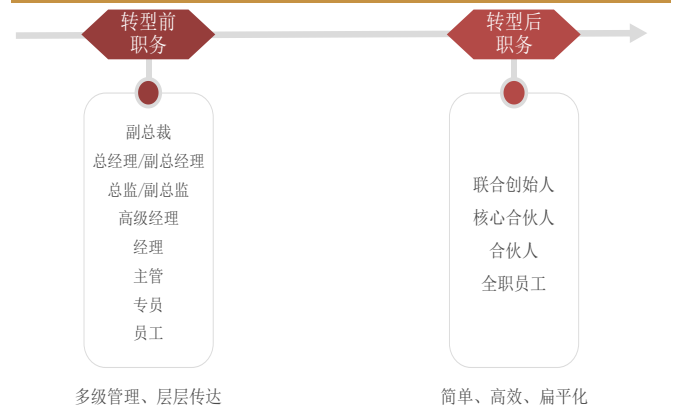 转型前
职务
副总裁
总经理/副总经理
总监/副总监
高级经理
经理
主管
专员
员工
多级管理、层层传达
转型后
职务
联合创始人
核心合伙人
合伙人
全职员工
简单、高效、扁平化